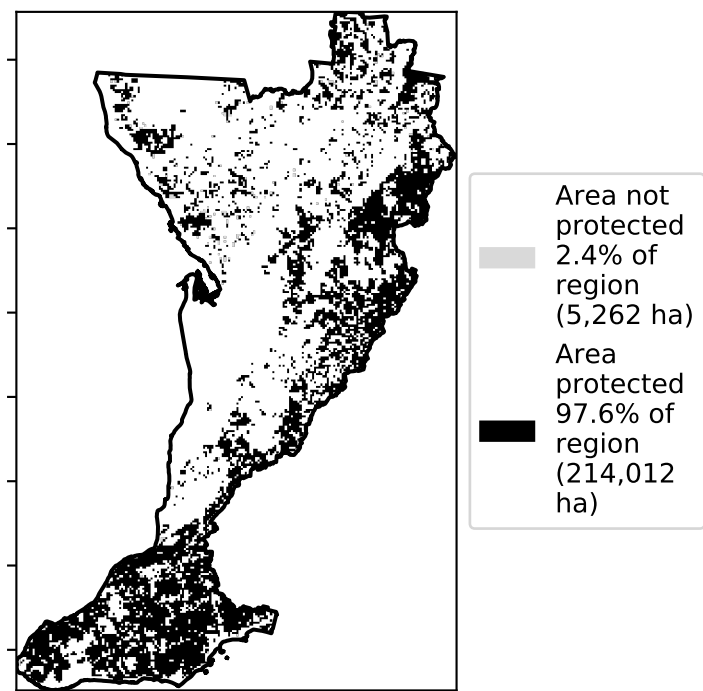 Area not
protected
2.4% of
region
(5,262 ha)
Area
protected
97.6% of
region
(214,012
ha)